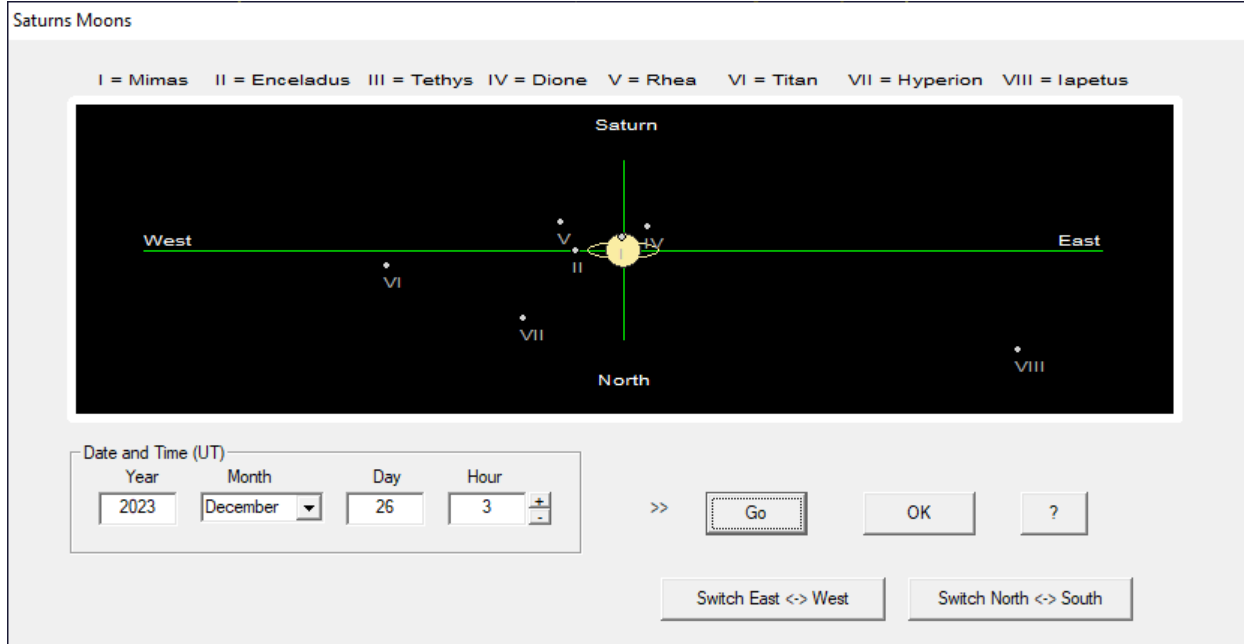 Saturns Moons
I = Mimas II = Enceladus III = Tethys IV = Dione V = Rhea VI = Titan VII = Hyperion VIII = Iapetus
Saturn
West
V
IV
East
I
II
VI
VII
VIII
North
Date and Time (UT)
Year Month Day Hour
2023 December 26 3 + -
>> Go OK ?
Switch East <-> West Switch North <-> South